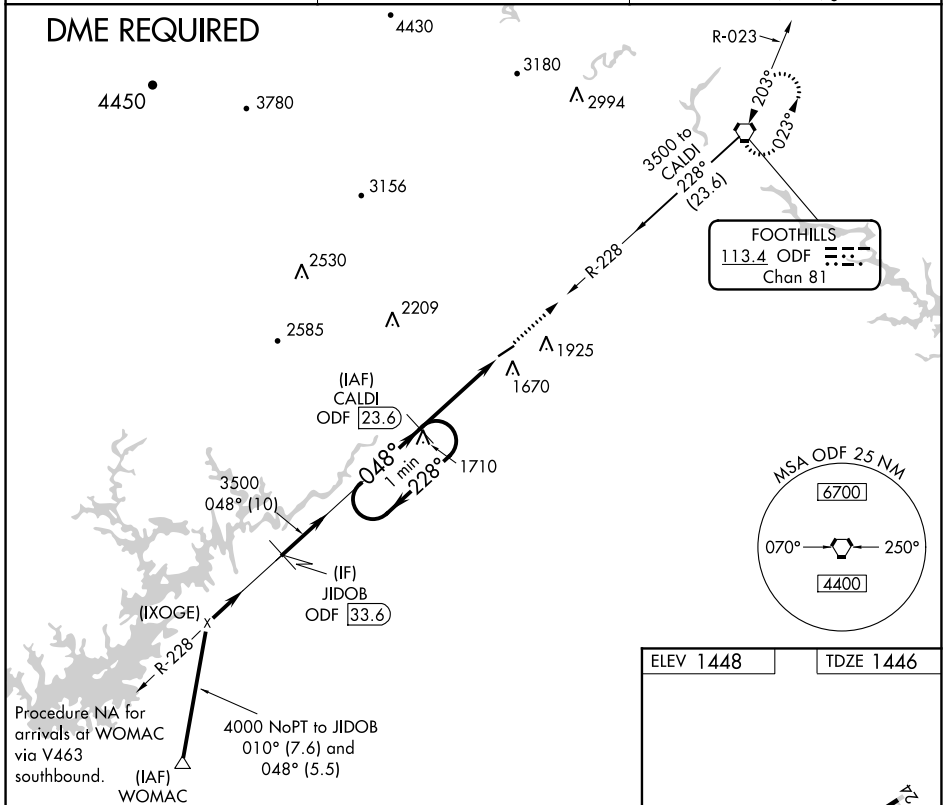 DME REQUIRED
4430
R-023
3180
4450
3780
2994
203°
023°
3500 to
CALDI
228°
(23.6)
3156
FOOTHILLS
113.4 ODF
Chan 81
R-228
2530
2209
2585
1925
1670
(IAF)
CALDI
ODF 23.6
048°
1 min
228°
1710
3500
048° (10)
MSA ODF 25 NM
6700
070°
250°
4400
(IF)
JIDOB
ODF 33.6
(IXOGE)
R-228
ELEV 1448
TDZE 1446
Procedure NA for
arrivals at WOMAC
via V463
southbound.
4000 NoPT to JIDOB
010° (7.6) and
048° (5.5)
(IAF)
WOMAC